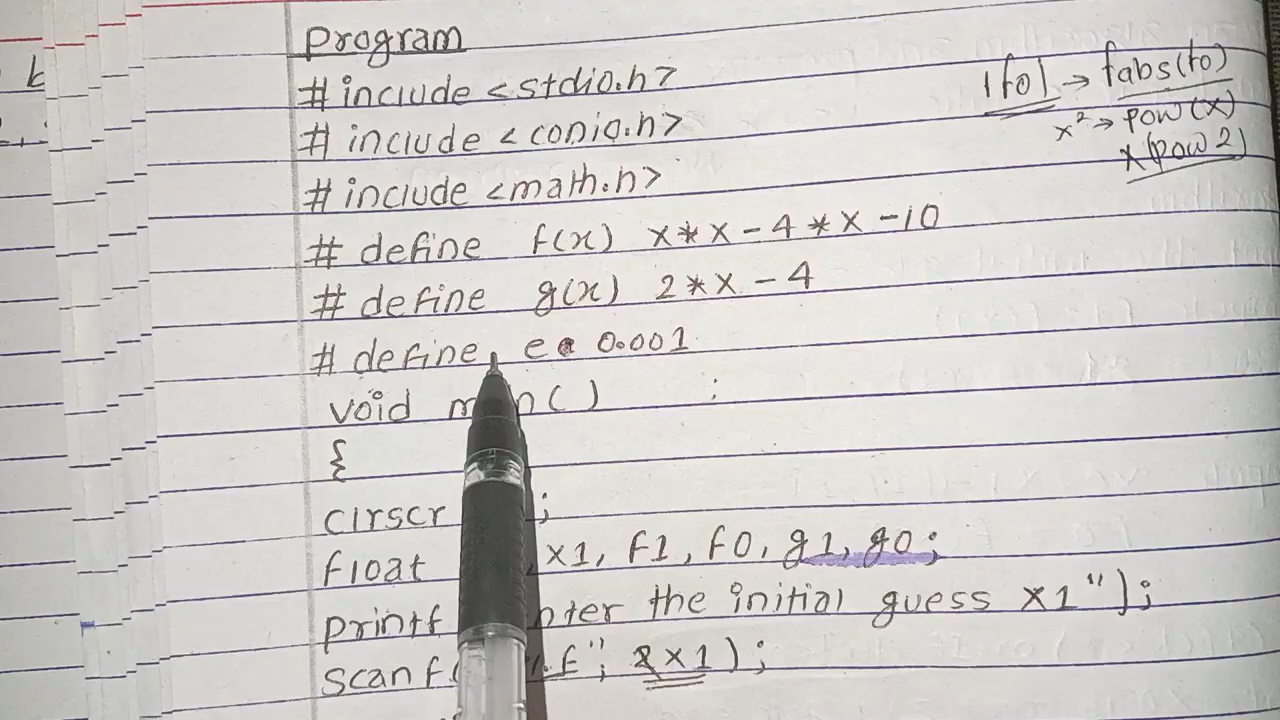 Program
# include <stdio.h>
|f0| → fabs(f0)
# include <conio.h>
x² → pow(x)
x(pow 2)
# include <math.h>
# define f(x) x*x-4*x-10
# define g(x) 2*x-4
# define e 0.001
void m n()
{
clrscr ;
float x1, f1, f0, g1, g0;
printf nter the initial guess x1");
scanf( f", &x1);